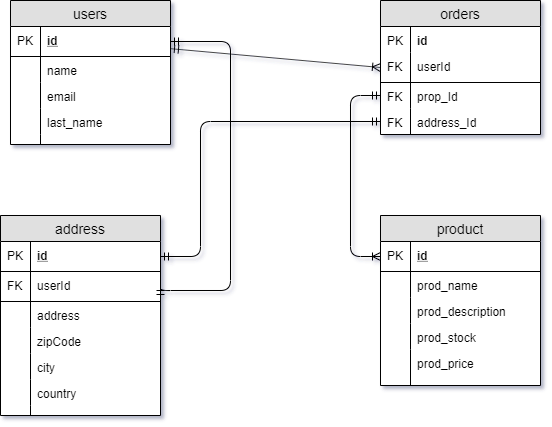 users
PK id
name
email
last_name
orders
PK id
FK userId
FK prop_Id
FK address_Id
address
PK id
FK userId
address
zipCode
city
country
product
PK id
prod_name
prod_description
prod_stock
prod_price